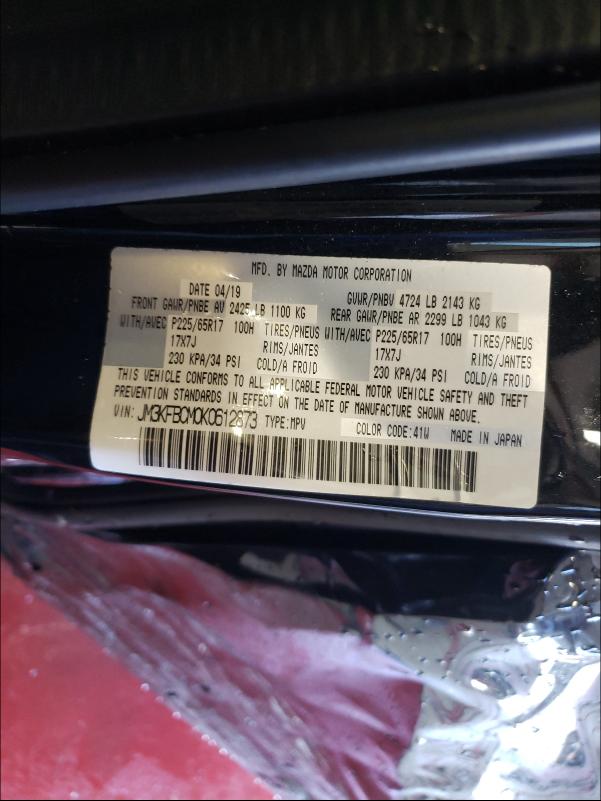 MFD. BY MAZDA MOTOR CORPORATION
DATE 04/19 GVWR/PNBV 4724 LB 2143 KG
FRONT GAWR/PNBE AV 2425 LB 1100 KG REAR GAWR/PNBE AR 2299 LB 1043 KG
WITH/AVEC P225/65R17 100H TIRES/PNEUS WITH/AVEC P225/65R17 100H TIRES/PNEUS
17X7J RIMS/JANTES 17X7J RIMS/JANTES
230 KPA/34 PSI COLD/A FROID 230 KPA/34 PSI COLD/A FROID
THIS VEHICLE CONFORMS TO ALL APPLICABLE FEDERAL MOTOR VEHICLE SAFETY AND THEFT
PREVENTION STANDARDS IN EFFECT ON THE DATE OF MANUFACTURE SHOWN ABOVE.
VIN: JM3KFBCM0K0612873 TYPE:MPV COLOR CODE:41W MADE IN JAPAN